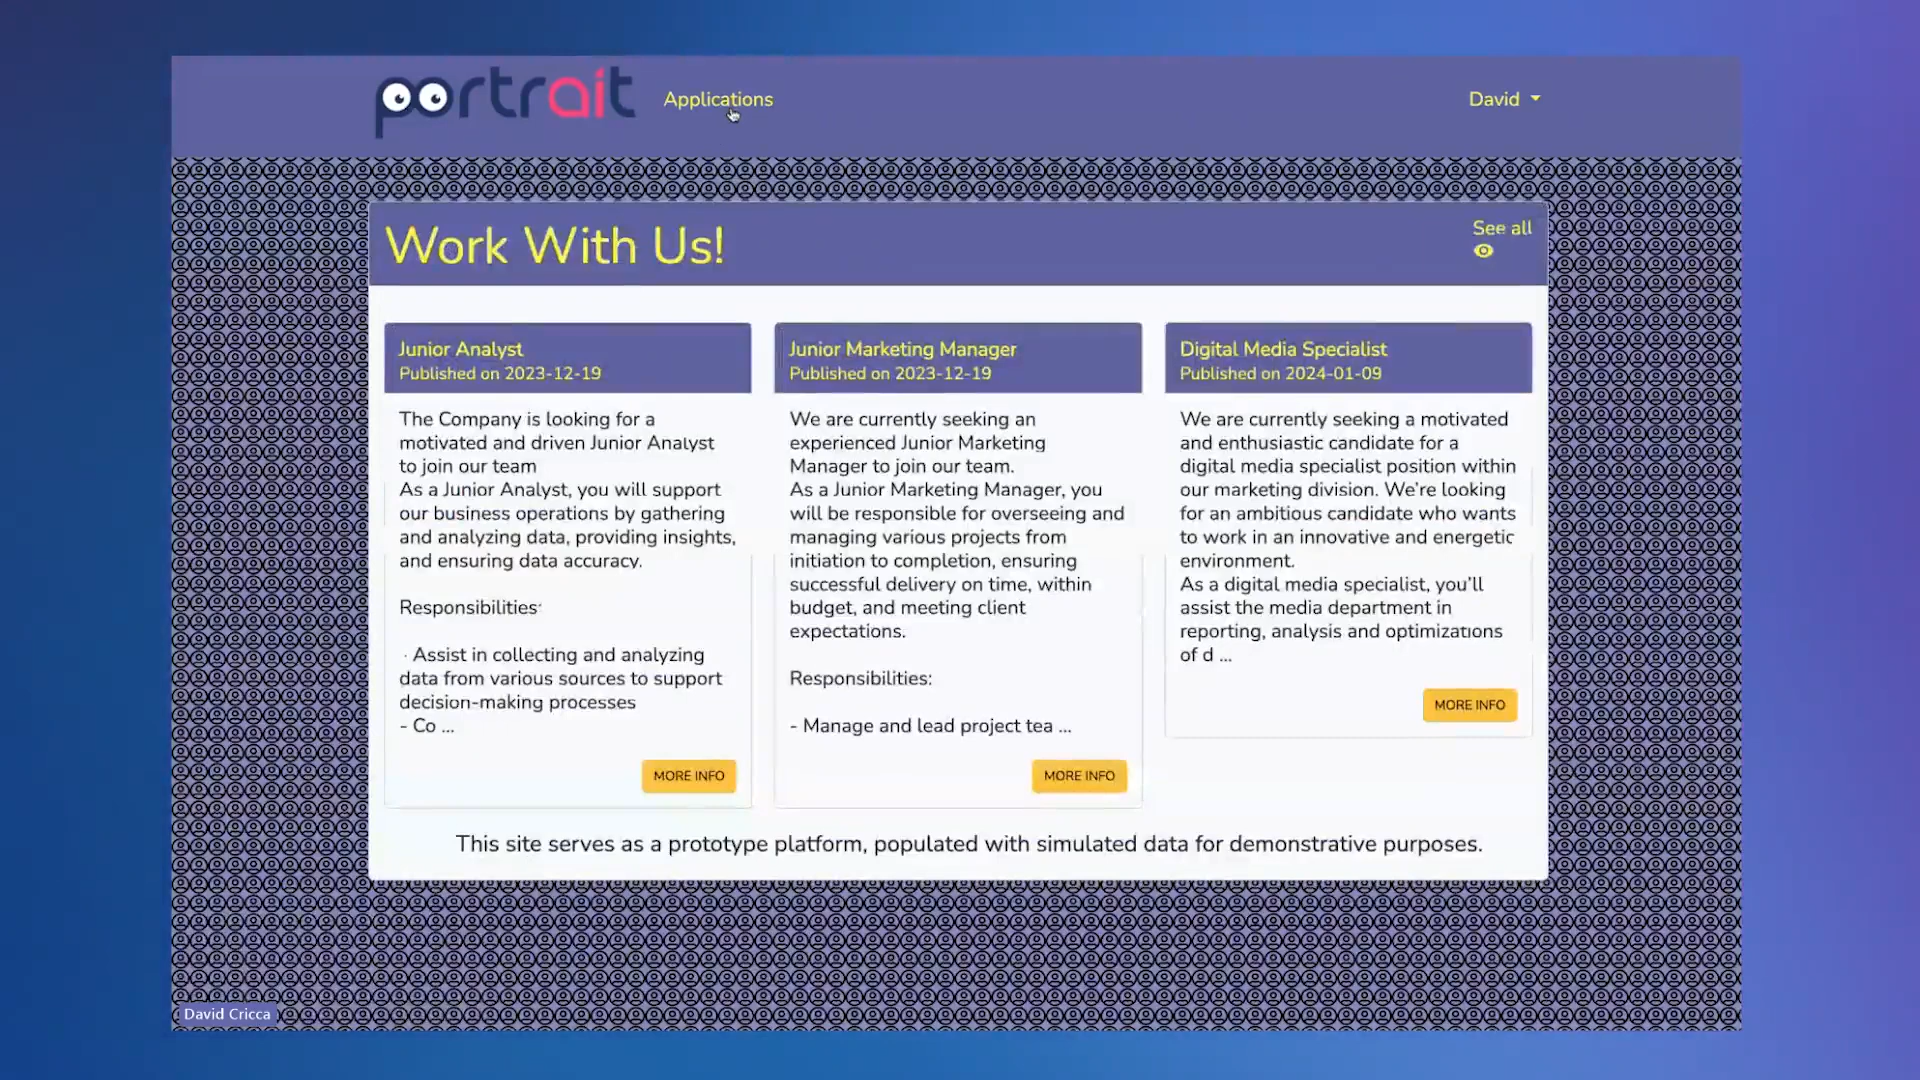 portrait
Applications
David
Work With Us!
See all
Junior Analyst
Published on 2023-12-19
The Company is looking for a
motivated and driven Junior Analyst
to join our team
As a Junior Analyst, you will support
our business operations by gathering
and analyzing data, providing insights,
and ensuring data accuracy.
Responsibilities:
- Assist in collecting and analyzing
data from various sources to support
decision-making processes
- Co ...
MORE INFO
Junior Marketing Manager
Published on 2023-12-19
We are currently seeking an
experienced Junior Marketing
Manager to join our team.
As a Junior Marketing Manager, you
will be responsible for overseeing and
managing various projects from
initiation to completion, ensuring
successful delivery on time, within
budget, and meeting client
expectations.
Responsibilities:
- Manage and lead project tea ...
MORE INFO
Digital Media Specialist
Published on 2024-01-09
We are currently seeking a motivated
and enthusiastic candidate for a
digital media specialist position within
our marketing division. We're looking
for an ambitious candidate who wants
to work in an innovative and energetic
environment.
As a digital media specialist, you'll
assist the media department in
reporting, analysis and optimizations
of d ...
MORE INFO
This site serves as a prototype platform, populated with simulated data for demonstrative purposes.
David Cricca